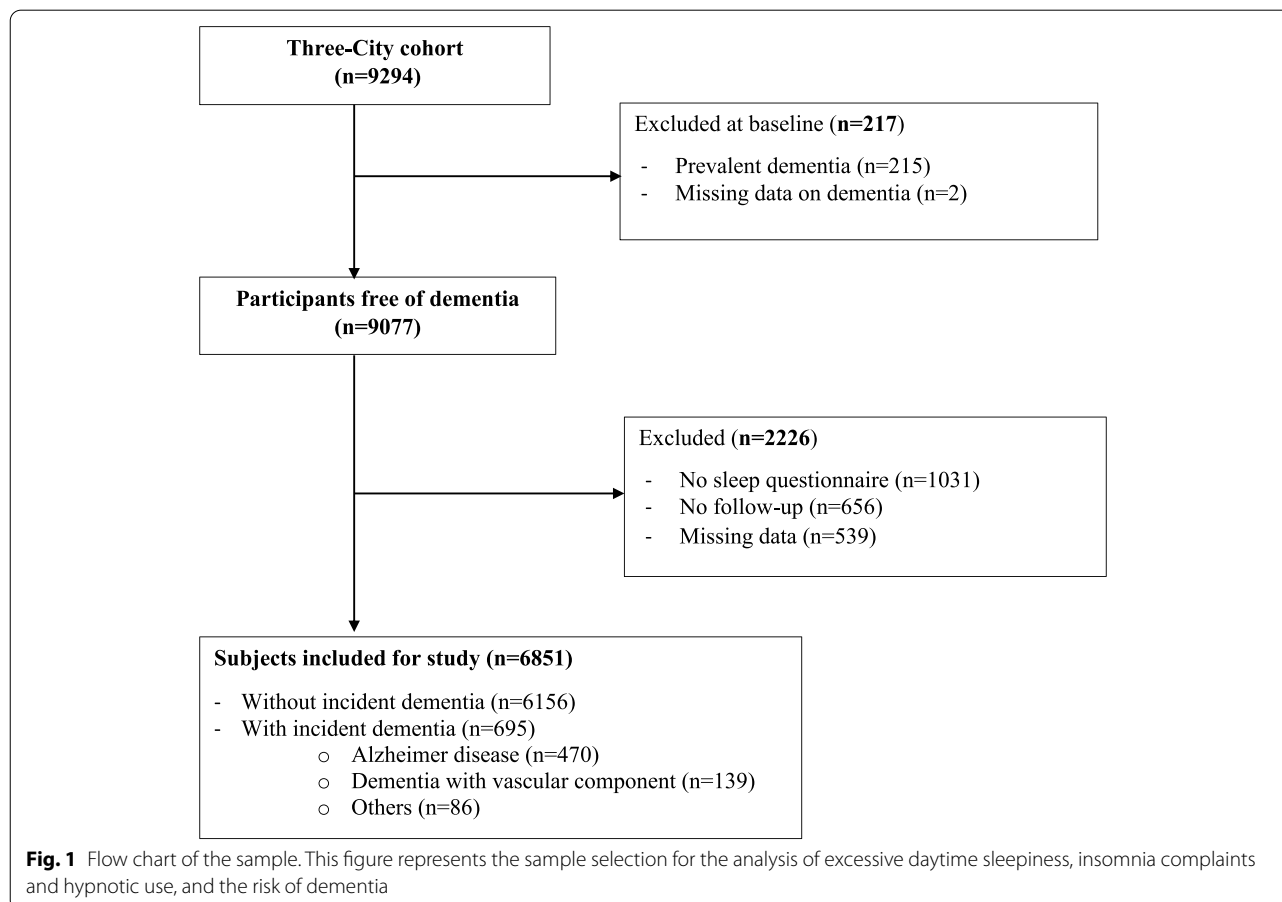 Three-City cohort
(n=9294)
Excluded at baseline (n=217)
- Prevalent dementia (n=215)
- Missing data on dementia (n=2)
Participants free of dementia
(n=9077)
Excluded (n=2226)
- No sleep questionnaire (n=1031)
- No follow-up (n=656)
- Missing data (n=539)
Subjects included for study (n=6851)
- Without incident dementia (n=6156)
- With incident dementia (n=695)
o Alzheimer disease (n=470)
o Dementia with vascular component (n=139)
o Others (n=86)
Fig. 1 Flow chart of the sample. This figure represents the sample selection for the analysis of excessive daytime sleepiness, insomnia complaints
and hypnotic use, and the risk of dementia